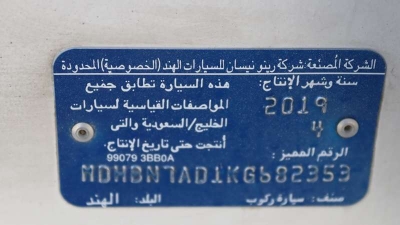 الشركة المُصنعة: شركة رينو نيسان للسيارات الهند (الخصوصية) المحدودة
سنة وشهر الإنتاج: هذه السيارة تطابق جميع
2019 المواصفات القياسية لسيارات
4 الخليج/السعودية والتى
الرقم المميز: أنتجت حتى تاريخ الإنتاج.
99079 3BB0A
MDHBN7AD1KG682353
صنف: سيارة ركوب البلد: الهند